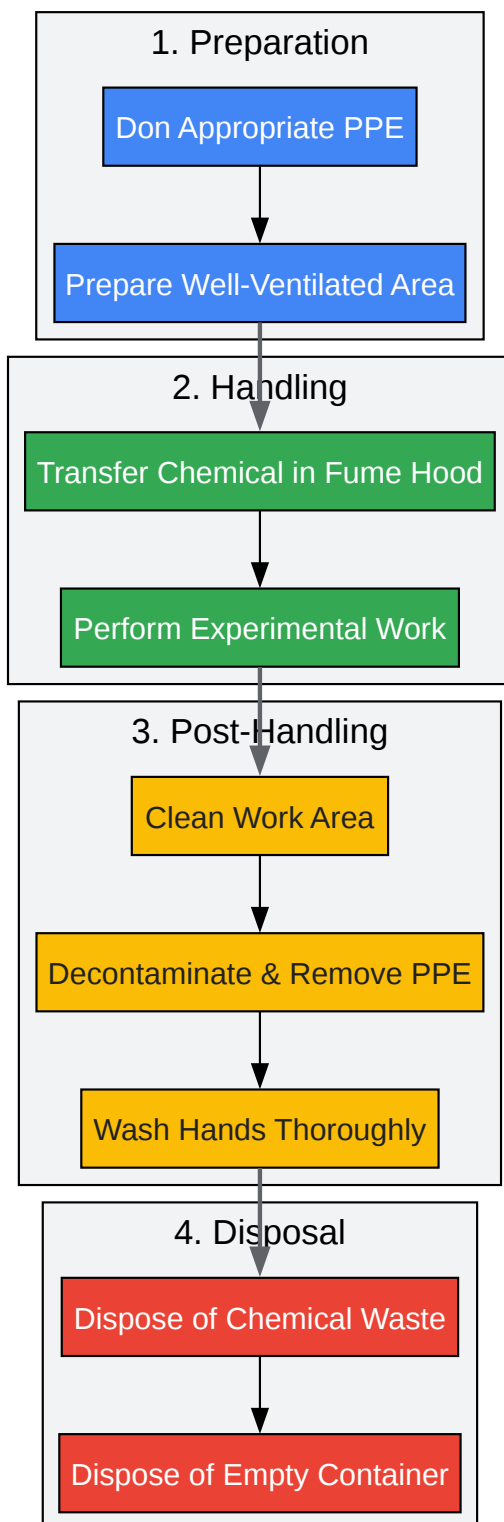 1. Preparation
Don Appropriate PPE
Prepare Well-Ventilated Area
2. Handling
Transfer Chemical in Fume Hood
Perform Experimental Work
3. Post-Handling
Clean Work Area
Decontaminate & Remove PPE
Wash Hands Thoroughly
4. Disposal
Dispose of Chemical Waste
Dispose of Empty Container